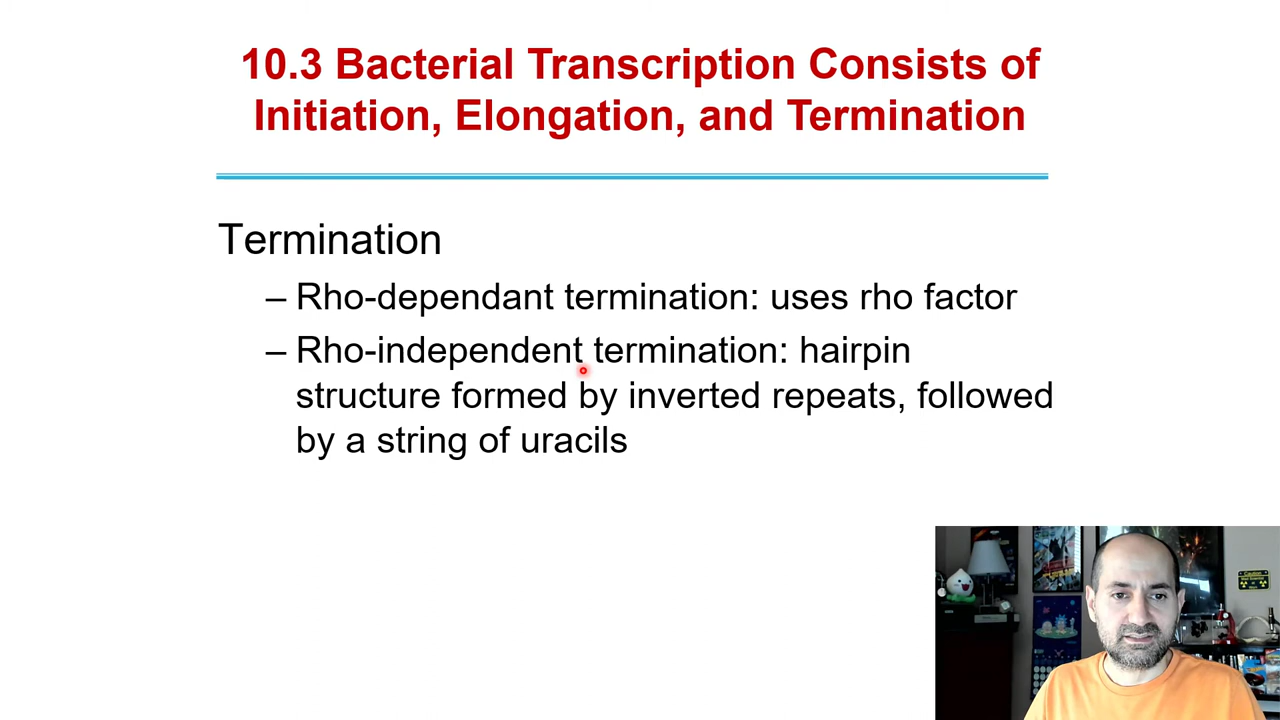 10.3 Bacterial Transcription Consists of
Initiation, Elongation, and Termination
Termination
– Rho-dependant termination: uses rho factor
– Rho-independent termination: hairpin
structure formed by inverted repeats, followed
by a string of uracils